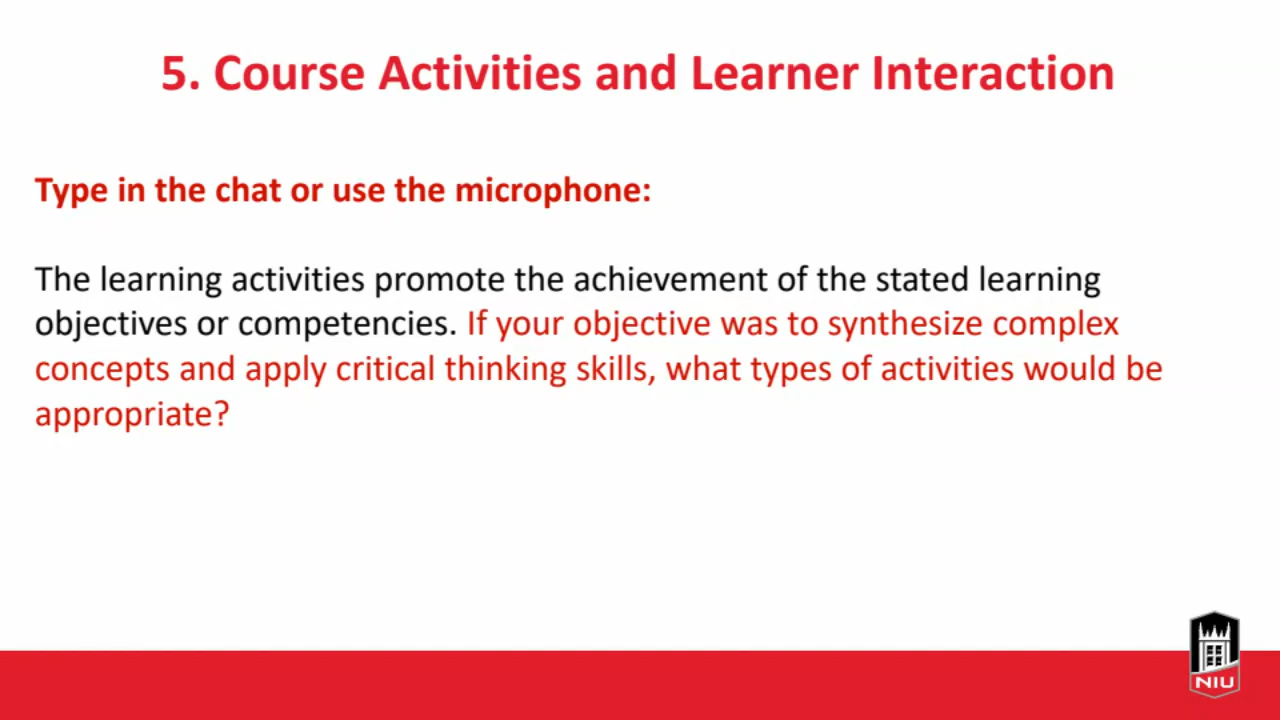 5. Course Activities and Learner Interaction
Type in the chat or use the microphone:
The learning activities promote the achievement of the stated learning
objectives or competencies. If your objective was to synthesize complex
concepts and apply critical thinking skills, what types of activities would be
appropriate?
NIU